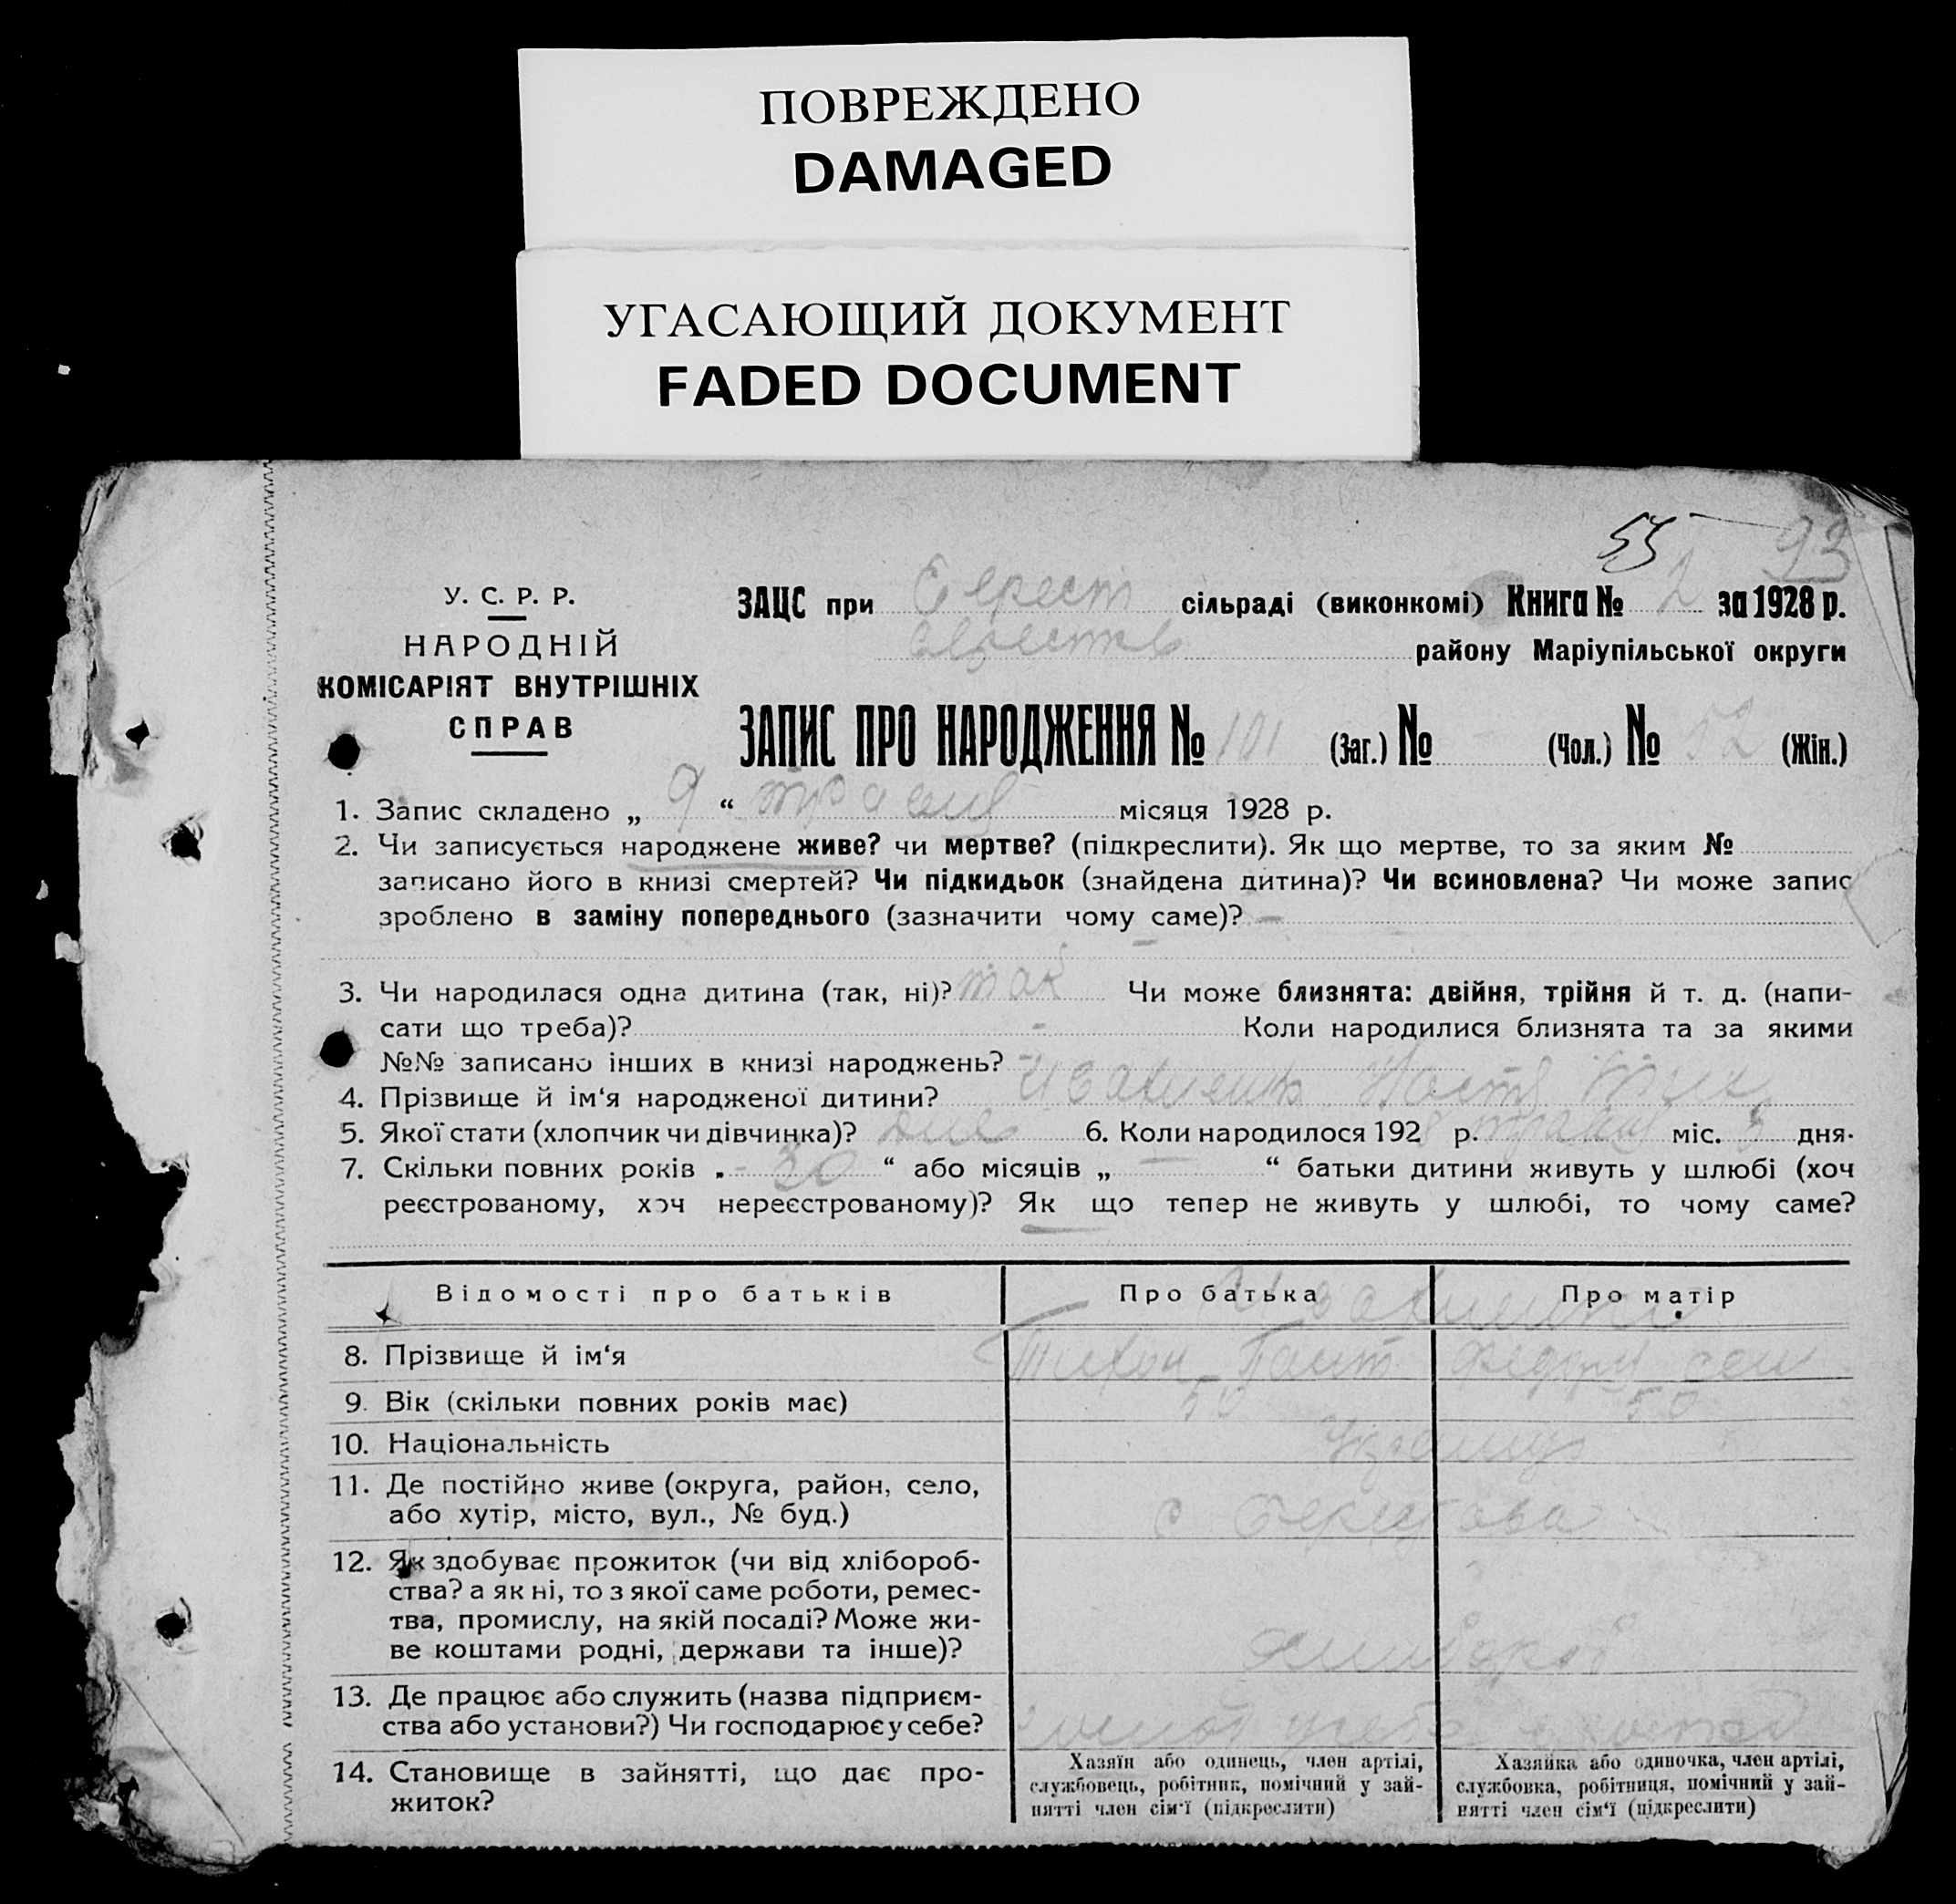 ПОВРЕЖДЕНО
DAMAGED
УГАСАЮЩИЙ ДОКУМЕНТ
FADED DOCUMENT
55 93
У. С. Р. Р.
НАРОДНІЙ
КОМІСАРІЯТ ВНУТРІШНІХ
СПРАВ
ЗАЦС при Берест сільраді (виконкомі) Книга № 2 за 1928 р.
району Маріупільської округи
ЗАПИС ПРО НАРОДЖЕННЯ № 101 (Заг.) № - (Чол.) № 52 (Жін.)
1. Запис складено „ 9 “ травня місяця 1928 р.
2. Чи записується народжене живе? чи мертве? (підкреслити). Як що мертве, то за яким №
записано його в книзі смертей? Чи підкидьок (знайдена дитина)? Чи всиновлена? Чи може запис
зроблено в заміну попереднього (зазначити чому саме)? –
3. Чи народилася одна дитина (так, ні)? так Чи може близнята: двійня, трійня й т. д. (напи-
сати що треба)? - Коли народилися близнята та за якими
№№ записано інших в книзі народжень? -
4. Прізвище й ім‘я народженої дитини?
5. Якої стати (хлопчик чи дівчинка)? 6. Коли народилося 192 8 р. травня міс. дня.
7. Скільки повних років „ 30 “ або місяців „ — “ батьки дитини живуть у шлюбі (хоч
реєстрованому, хоч нереєстрованому)? Як що тепер не живуть у шлюбі, то чому саме?
Відомості про батьків Про батька Про матір
8. Прізвище й ім‘я Тихон
9. Вік (скільки повних років має) 50 50
10. Національність
11. Де постійно живе (округа, район, село,
або хутір, місто, вул., № буд.) с
12. Як здобуває прожиток (чи від хлібороб-
ства? а як ні, то з якої саме роботи, ремес-
тва, промислу, на якій посаді? Може жи-
ве коштами родні, держави та інше)?
13. Де працює або служить (назва підприєм-
ства або установи?) Чи господарює у себе?
14. Становище в зайнятті, що дає про-
житок?
Хазяїн або одинець, член артілі,
службовець, робітник, помічний у зай-
нятті член сім‘ї (підкреслити)
Хазяйка або одиночка, член артілі,
службовка, робітниця, помічний у зай-
нятті член сім‘ї (підкреслити)